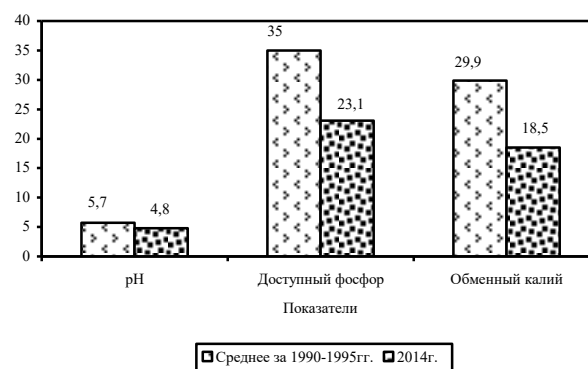 40
35
30
25
20
15
10
5
0
5,7
4,8
35
23,1
29,9
18,5
pH
Доступный фосфор
Обменный калий
Показатели
Среднее за 1990-1995гг.
2014г.